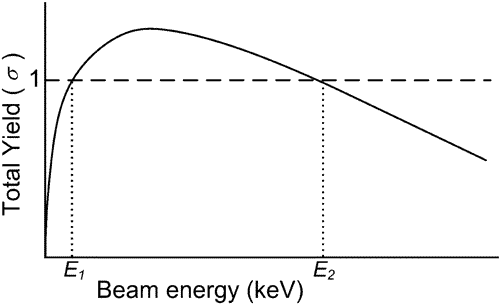 Total Yield ( σ )
1
E1
E2
Beam energy (keV)